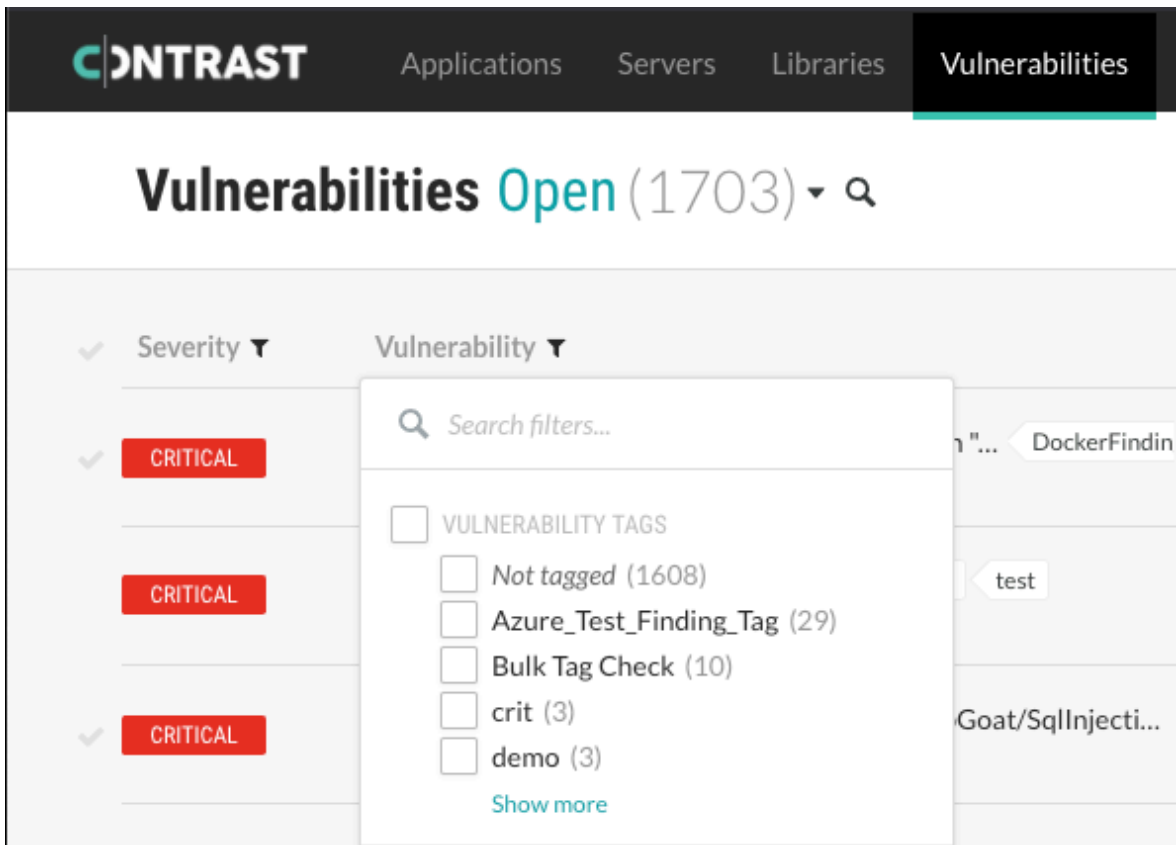 CONTRAST Applications Servers Libraries Vulnerabilities
Vulnerabilities Open (1703)
Severity Vulnerability
Search filters...
CRITICAL "... DockerFindin
VULNERABILITY TAGS
Not tagged (1608)
CRITICAL test
Azure_Test_Finding_Tag (29)
Bulk Tag Check (10)
crit (3)
CRITICAL Goat/SqlInjecti...
demo (3)
Show more